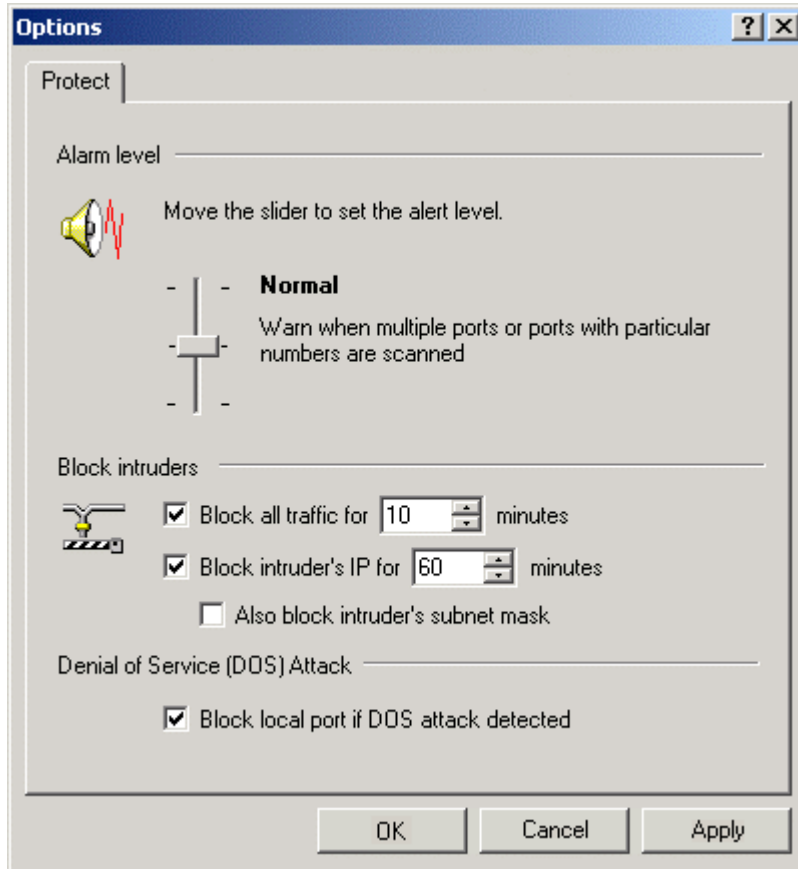 Options
Protect
Alarm level
Move the slider to set the alert level.
Normal
Warn when multiple ports or ports with particular
numbers are scanned
Block intruders
Block all traffic for 10 minutes
Block intruder's IP for 60 minutes
Also block intruder's subnet mask
Denial of Service (DOS) Attack
Block local port if DOS attack detected
OK Cancel Apply